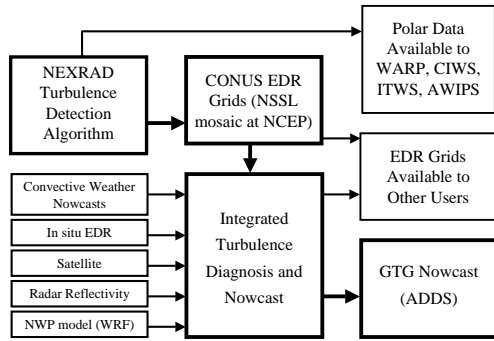 NEXRAD
Turbulence
Detection
Algorithm
CONUS EDR
Grids (NSSL
mosaic at NCEP)
Polar Data
Available to
WARP, CIWS,
ITWS, AWIPS
EDR Grids
Available to
Other Users
Convective Weather
Nowcasts
In situ EDR
Satellite
Radar Reflectivity
NWP model (WRF)
Integrated
Turbulence
Diagnosis and
Nowcast
GTG Nowcast
(ADDS)